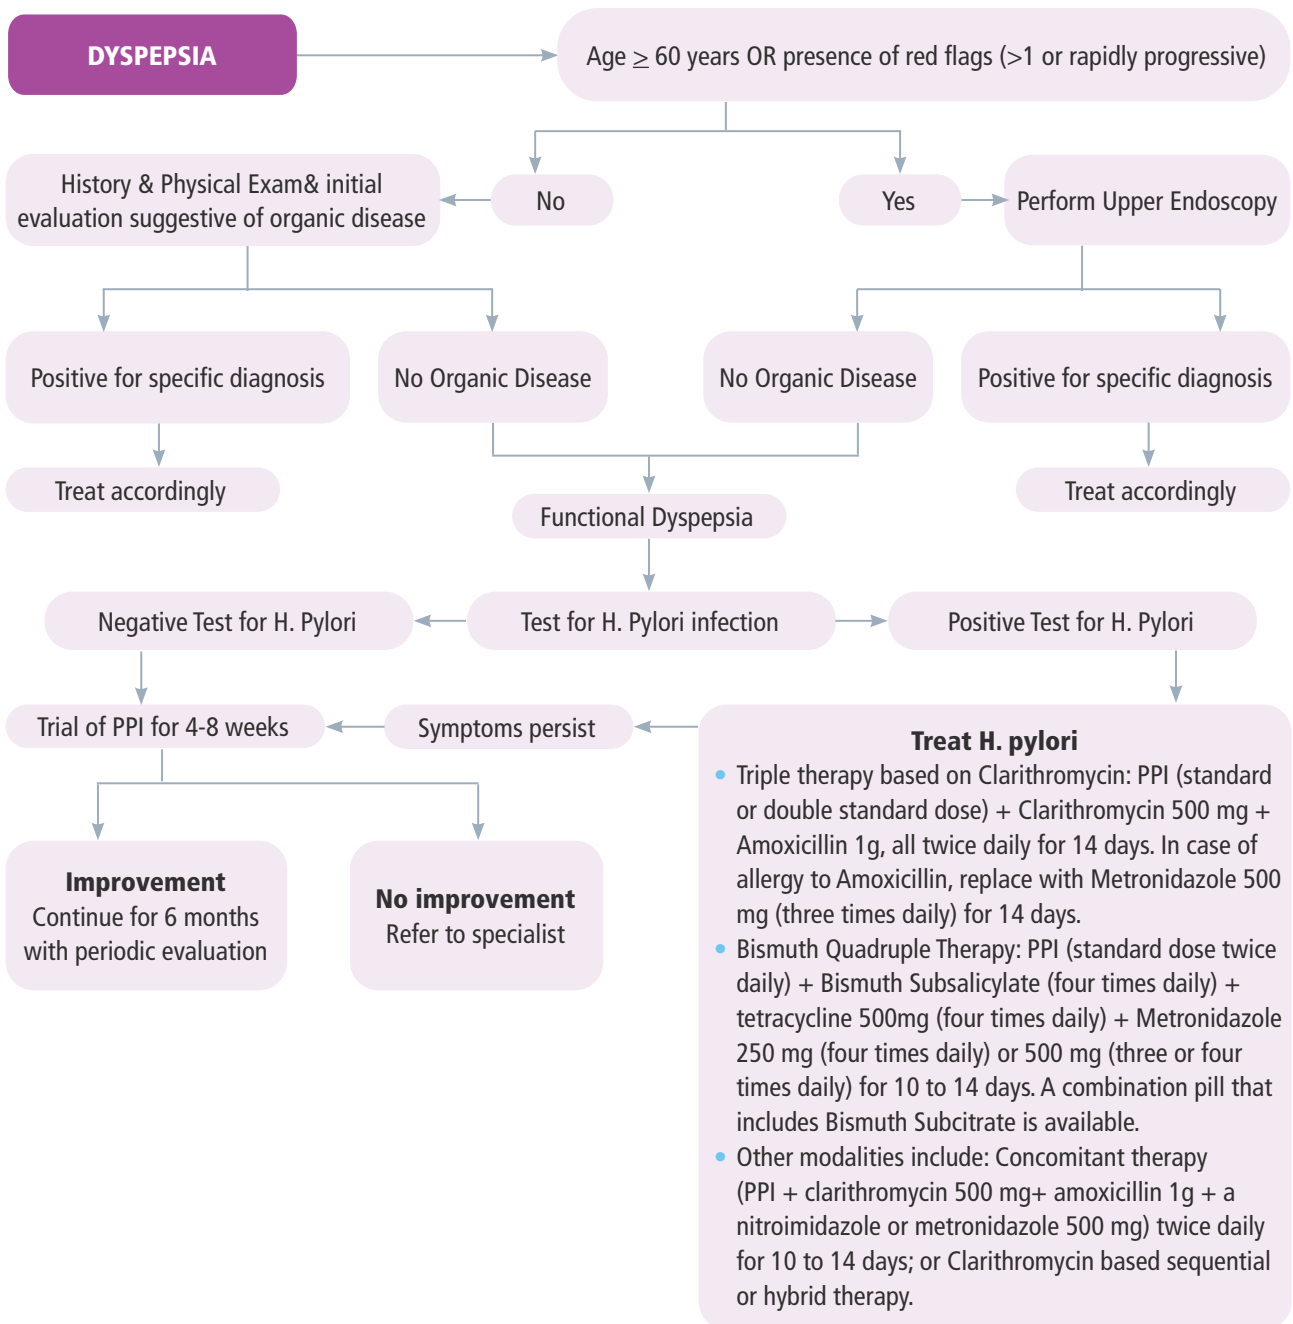 DYSPEPSIA
Age ≥ 60 years OR presence of red flags (>1 or rapidly progressive)
History & Physical Exam& initial
evaluation suggestive of organic disease
No
Yes
Perform Upper Endoscopy
Positive for specific diagnosis
No Organic Disease
No Organic Disease
Positive for specific diagnosis
Treat accordingly
Treat accordingly
Functional Dyspepsia
Negative Test for H. Pylori
Test for H. Pylori infection
Positive Test for H. Pylori
Trial of PPI for 4-8 weeks
Symptoms persist
Improvement
Continue for 6 months
with periodic evaluation
No improvement
Refer to specialist
Treat H. pylori
• Triple therapy based on Clarithromycin: PPI (standard
or double standard dose) + Clarithromycin 500 mg +
Amoxicillin 1g, all twice daily for 14 days. In case of
allergy to Amoxicillin, replace with Metronidazole 500
mg (three times daily) for 14 days.
• Bismuth Quadruple Therapy: PPI (standard dose twice
daily) + Bismuth Subsalicylate (four times daily) +
tetracycline 500mg (four times daily) + Metronidazole
250 mg (four times daily) or 500 mg (three or four
times daily) for 10 to 14 days. A combination pill that
includes Bismuth Subcitrate is available.
• Other modalities include: Concomitant therapy
(PPI + clarithromycin 500 mg+ amoxicillin 1g + a
nitroimidazole or metronidazole 500 mg) twice daily
for 10 to 14 days; or Clarithromycin based sequential
or hybrid therapy.